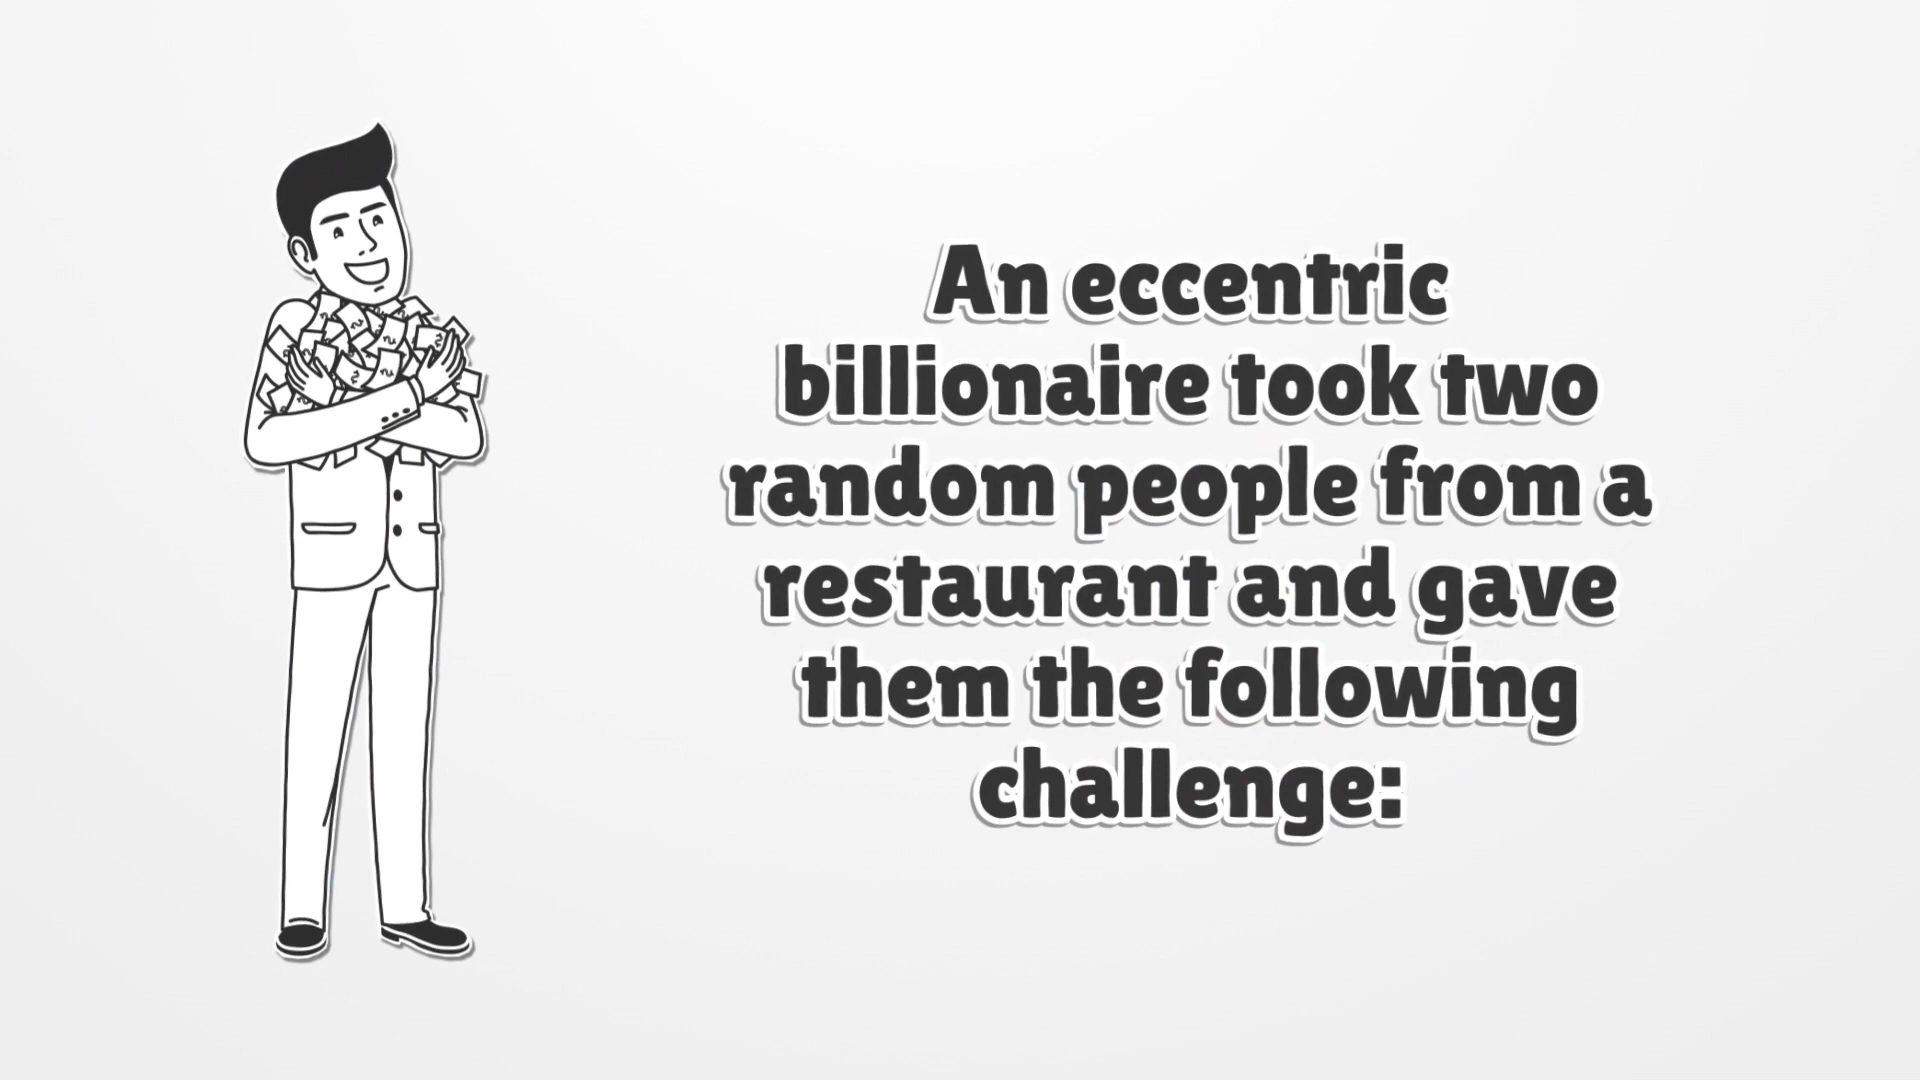 An eccentric
billionaire took two
random people from a
restaurant and gave
them the following
challenge: